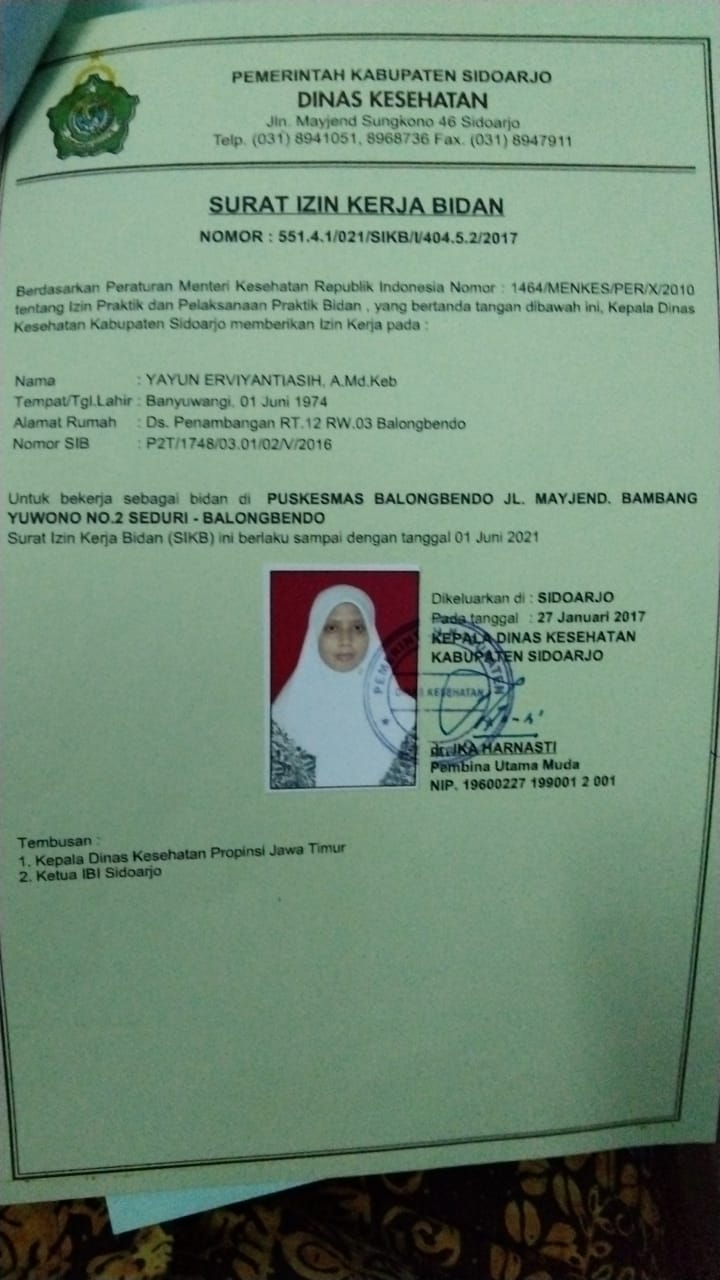 PEMERINTAH KABUPATEN SIDOARJO
DINAS KESEHATAN
Jln. Mayjend Sungkono 46 Sidoarjo
Telp. (031) 8941051, 8968736 Fax. (031) 8947911
SURAT IZIN KERJA BIDAN
NOMOR : 551.4.1/021/SIKB/I/404.5.2/2017
Berdasarkan Peraturan Menteri Kesehatan Republik Indonesia Nomor : 1464/MENKES/PER/X/2010
tentang Izin Praktik dan Pelaksanaan Praktik Bidan , yang bertanda tangan dibawah ini, Kepala Dinas
Kesehatan Kabupaten Sidoarjo memberikan Izin Kerja pada :
Nama : YAYUN ERVIYANTIASIH, A.Md.Keb
Tempat/Tgl.Lahir : Banyuwangi, 01 Juni 1974
Alamat Rumah : Ds. Penambangan RT.12 RW.03 Balongbendo
Nomor SIB : P2T/1748/03.01/02/V/2016
Untuk bekerja sebagai bidan di PUSKESMAS BALONGBENDO JL. MAYJEND. BAMBANG
YUWONO NO.2 SEDURI - BALONGBENDO
Surat Izin Kerja Bidan (SIKB) ini berlaku sampai dengan tanggal 01 Juni 2021
Dikeluarkan di : SIDOARJO
Pada tanggal : 27 Januari 2017
KEPALA DINAS KESEHATAN
KABUPATEN SIDOARJO
DINAS KESEHATAN
dr. IKA HARNASTI
Pembina Utama Muda
NIP. 19600227 199001 2 001
Tembusan :
1. Kepala Dinas Kesehatan Propinsi Jawa Timur
2. Ketua IBI Sidoarjo